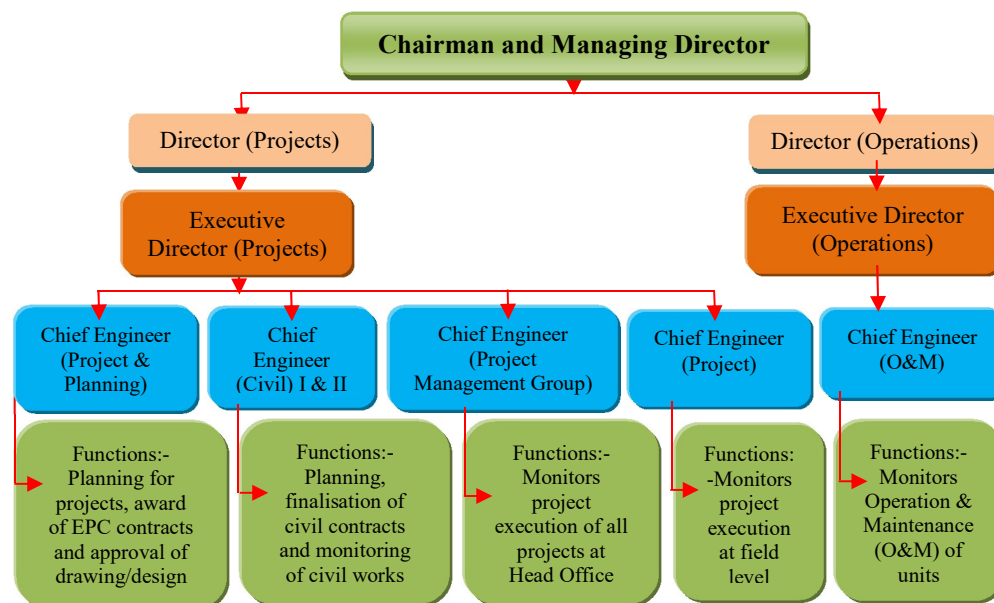 Chairman and Managing Director
Director (Projects)
Director (Operations)
Executive
Director (Projects)
Executive Director
(Operations)
Chief Engineer
(Project &
Planning)
Chief
Engineer
(Civil) I & II
Chief Engineer
(Project
Management Group)
Chief Engineer
(Project)
Chief Engineer
(O&M)
Functions:-
Planning for
projects, award
of EPC contracts
and approval of
drawing/design
Functions:-
Planning,
finalisation of
civil contracts
and monitoring
of civil works
Functions:-
Monitors
project
execution of all
projects at
Head Office
Functions:
-Monitors
project
execution
at field
level
Functions:-
Monitors
Operation &
Maintenance
(O&M) of
units